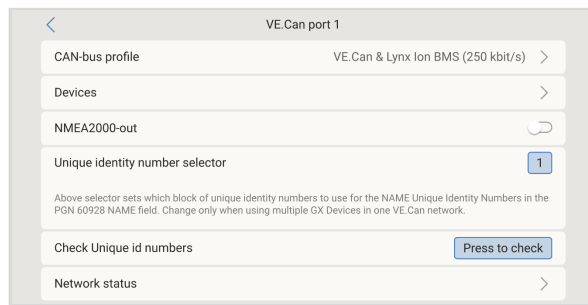 VE.Can port 1
CAN-bus profile VE.Can & Lynx Ion BMS (250 kbit/s)
Devices
NMEA2000-out
Unique identity number selector 1
Above selector sets which block of unique identity numbers to use for the NAME Unique Identity Numbers in the
PGN 60928 NAME field. Change only when using multiple GX Devices in one VE.Can network.
Check Unique id numbers Press to check
Network status